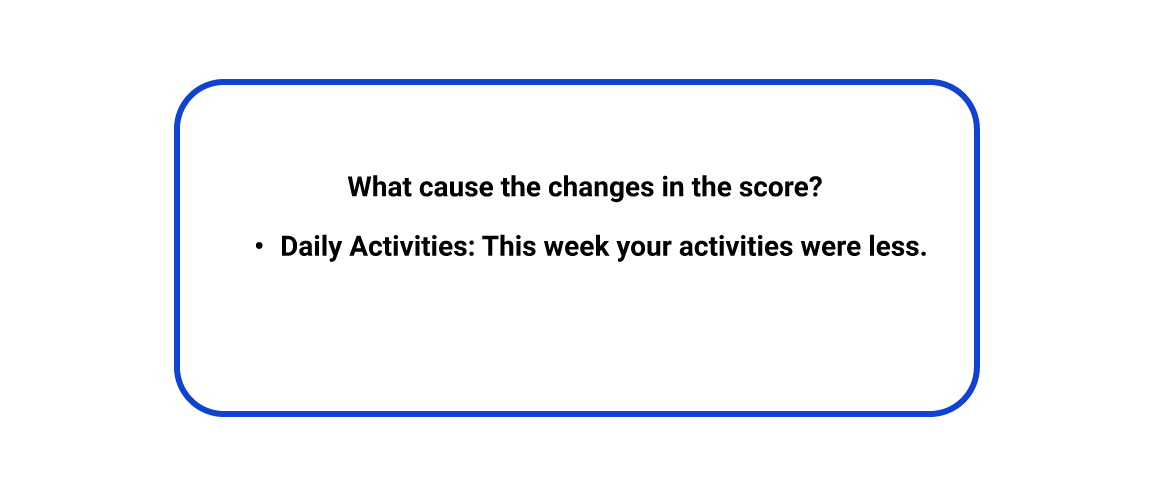 What cause the changes in the score?
• Daily Activities: This week your activities were less.